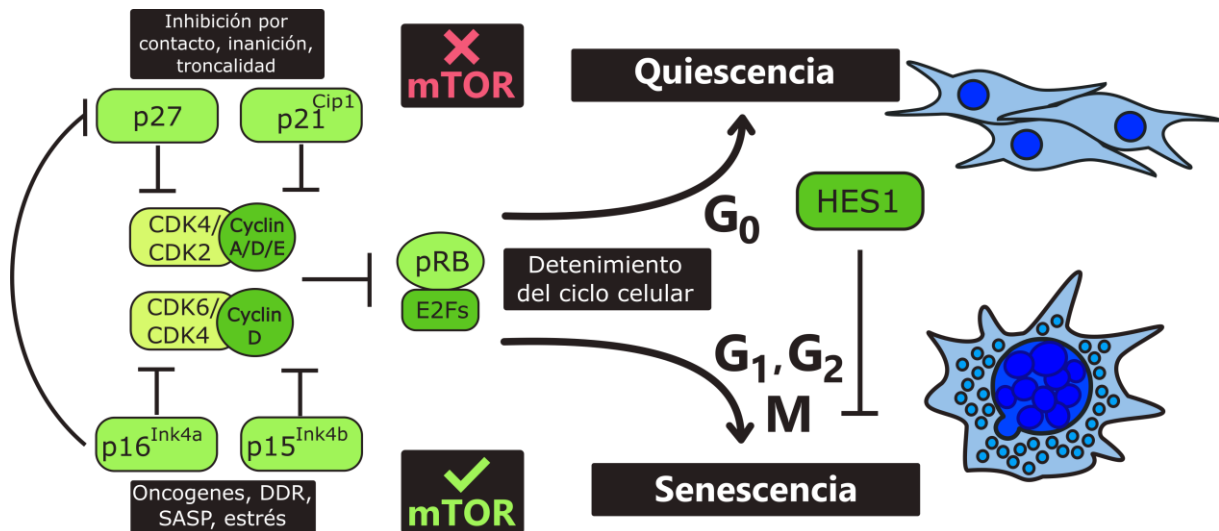 Inhibición por
contacto, inanición,
troncalidad
mTOR
Quiescencia
p27
p21Cip1
HES1
G0
CDK4/
CDK2
Cyclin
A/D/E
pRB
E2Fs
Detenimiento
del ciclo celular
CDK6/
CDK4
Cyclin
D
G1, G2
M
p16Ink4a
p15Ink4b
mTOR
Senescencia
Oncogenes, DDR,
SASP, estrés